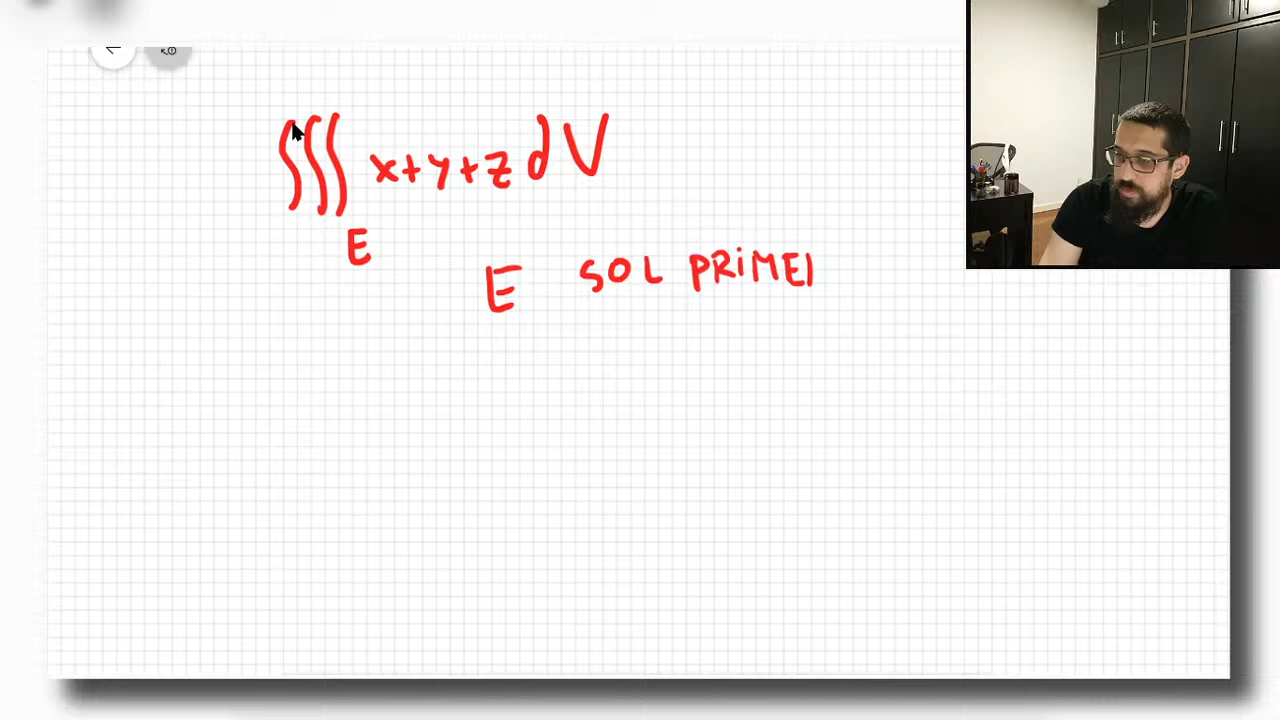 ∫∫∫ x+y+z dV
E
E SOL PRIMEI